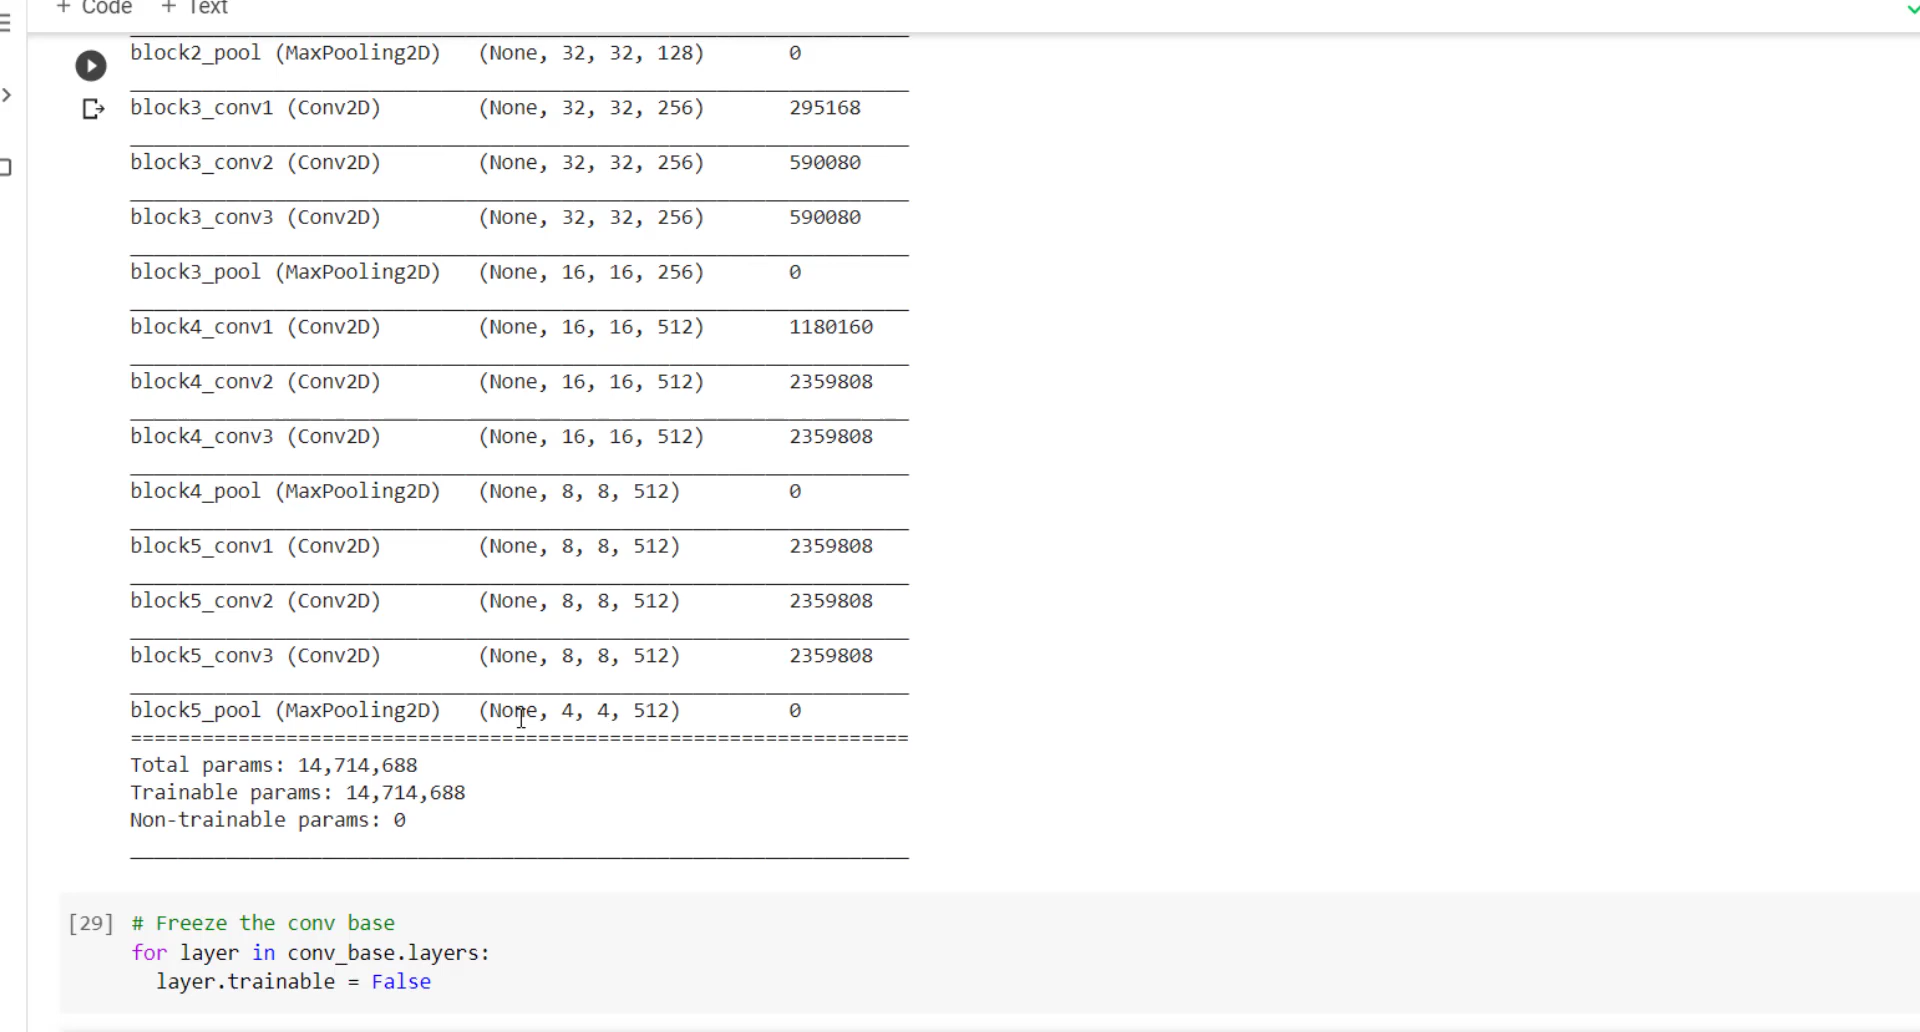 + Code + Text
block2_pool (MaxPooling2D) (None, 32, 32, 128) 0
block3_conv1 (Conv2D) (None, 32, 32, 256) 295168
block3_conv2 (Conv2D) (None, 32, 32, 256) 590080
block3_conv3 (Conv2D) (None, 32, 32, 256) 590080
block3_pool (MaxPooling2D) (None, 16, 16, 256) 0
block4_conv1 (Conv2D) (None, 16, 16, 512) 1180160
block4_conv2 (Conv2D) (None, 16, 16, 512) 2359808
block4_conv3 (Conv2D) (None, 16, 16, 512) 2359808
block4_pool (MaxPooling2D) (None, 8, 8, 512) 0
block5_conv1 (Conv2D) (None, 8, 8, 512) 2359808
block5_conv2 (Conv2D) (None, 8, 8, 512) 2359808
block5_conv3 (Conv2D) (None, 8, 8, 512) 2359808
block5_pool (MaxPooling2D) (None, 4, 4, 512) 0
=================================================================
Total params: 14,714,688
Trainable params: 14,714,688
Non-trainable params: 0
[29] # Freeze the conv base
for layer in conv_base.layers:
layer.trainable = False